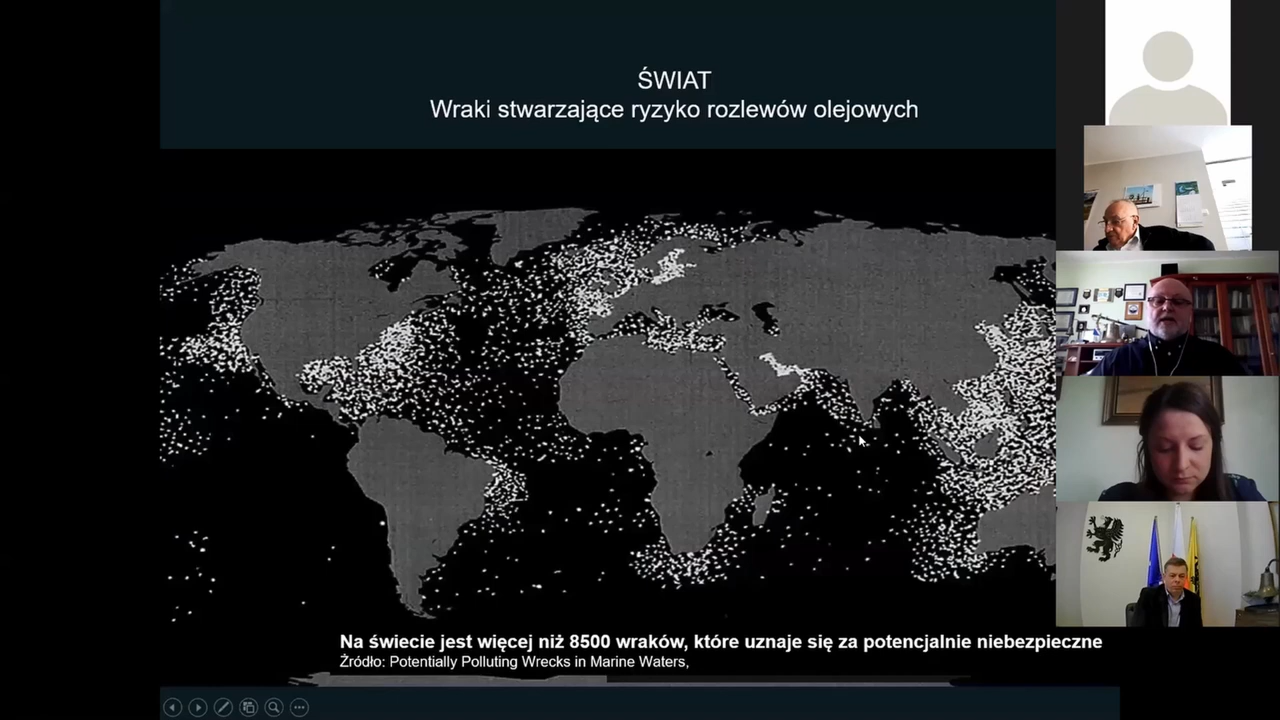 ŚWIAT
Wraki stwarzające ryzyko rozlewów olejowych
Na świecie jest więcej niż 8500 wraków, które uznaje się za potencjalnie niebezpieczne
Źródło: Potentially Polluting Wrecks in Marine Waters,